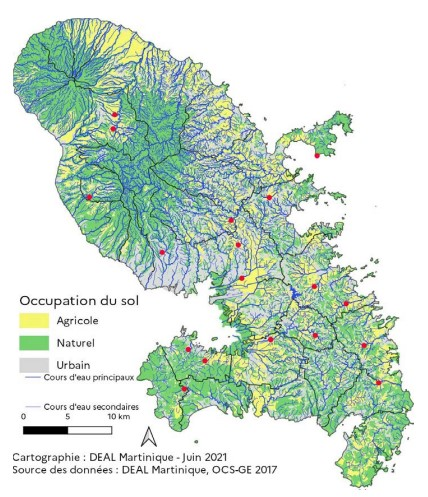 Occupation du sol
Agricole
Naturel
Urbain
Cours d'eau principaux
Cours d'eau secondaires
0 5 10 km
Cartographie : DEAL Martinique - Juin 2021
Source des données : DEAL Martinique, OCS-GE 2017